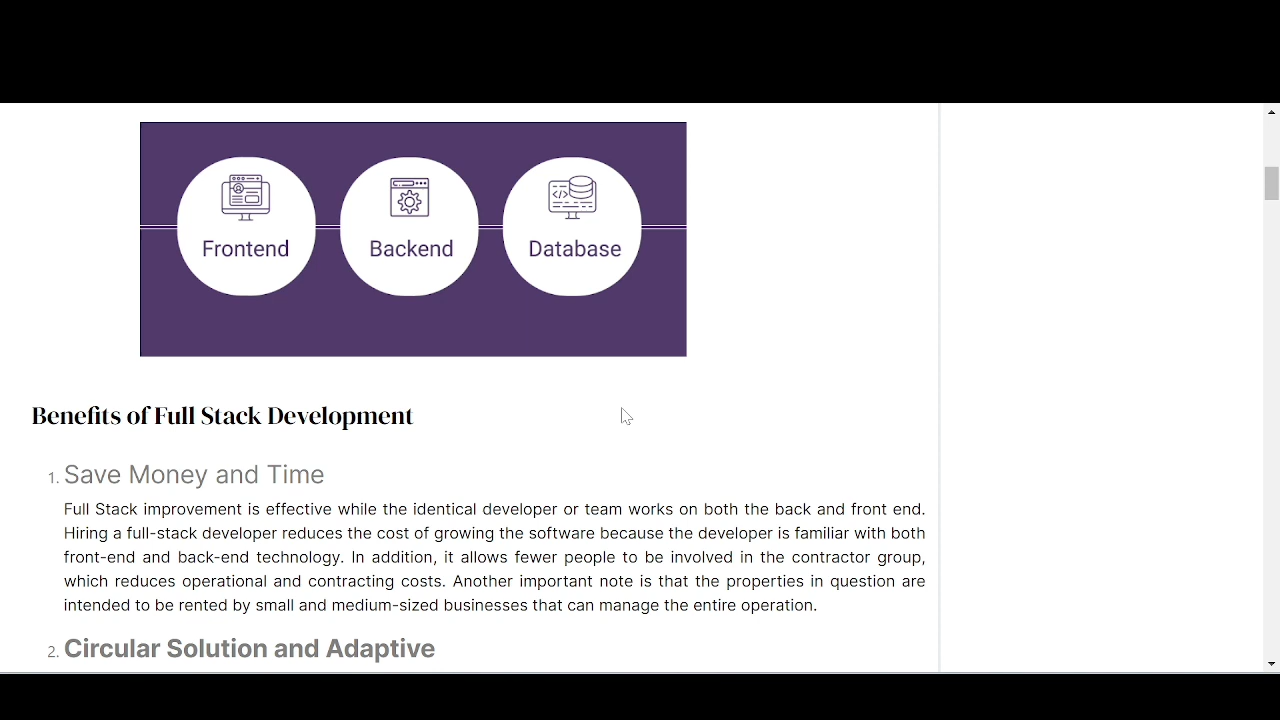 Frontend
Backend
Database
Benefits of Full Stack Development
1. Save Money and Time
Full Stack improvement is effective while the identical developer or team works on both the back and front end.
Hiring a full-stack developer reduces the cost of growing the software because the developer is familiar with both
front-end and back-end technology. In addition, it allows fewer people to be involved in the contractor group,
which reduces operational and contracting costs. Another important note is that the properties in question are
intended to be rented by small and medium-sized businesses that can manage the entire operation.
2. Circular Solution and Adaptive